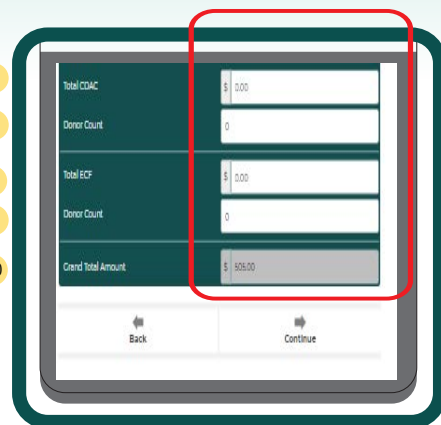 Total CDAC $ 0.00
Donor Count 0
Total ECF $ 0.00
Donor Count 0
Grand Total Amount $ 505.00
Back Continue